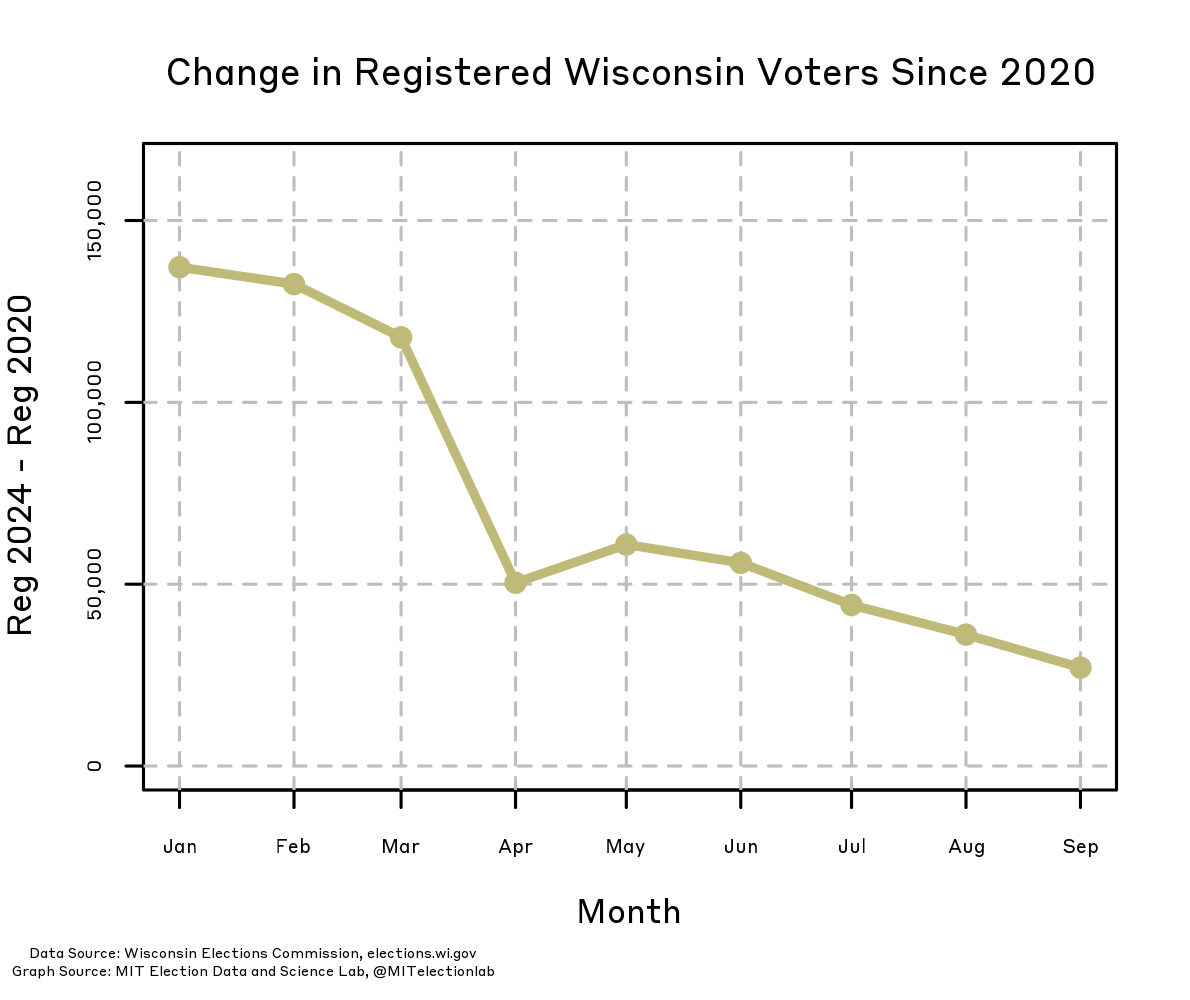 Change in Registered Wisconsin Voters Since 2020
Reg 2024 - Reg 2020
150,000
100,000
50,000
0
Jan Feb Mar Apr May Jun Jul Aug Sep
Month
Data Source: Wisconsin Elections Commission, elections.wi.gov
Graph Source: MIT Election Data and Science Lab, @MITelectionlab